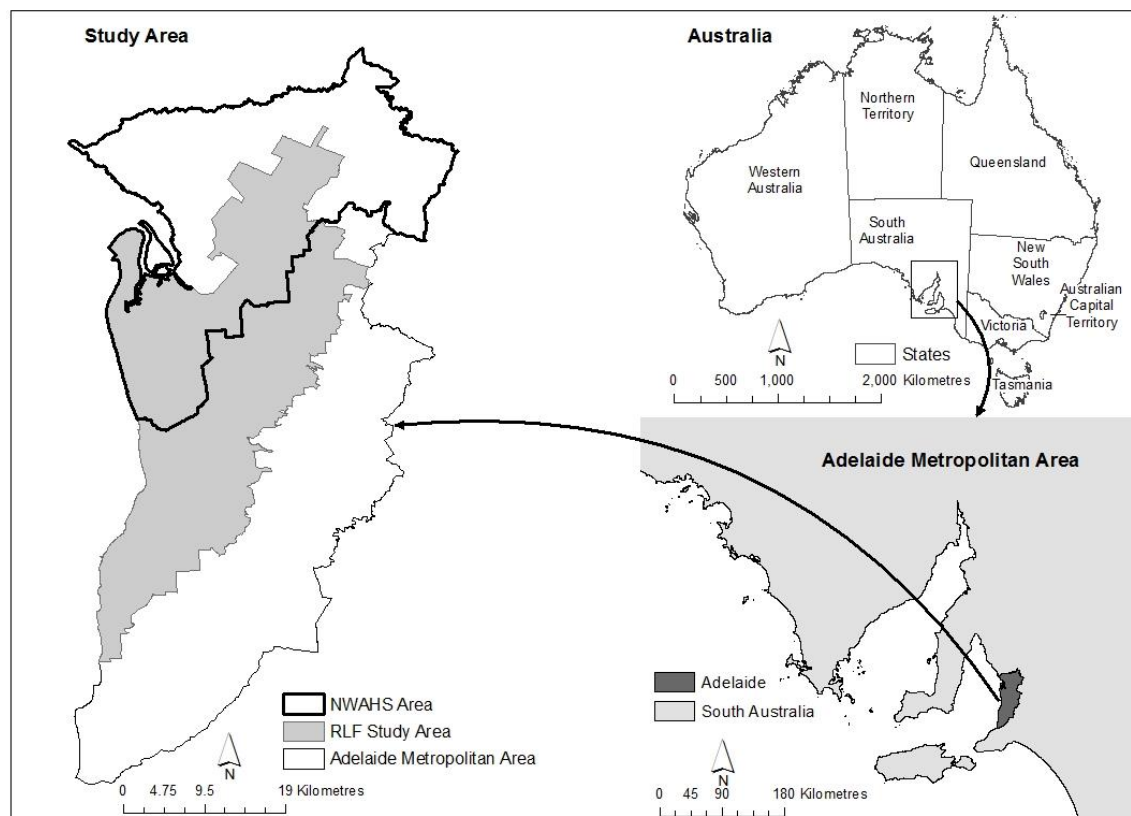 Study Area
NWAHS Area
RLF Study Area
Adelaide Metropolitan Area
N
0 4.75 9.5 19 Kilometres
Australia
Northern
Territory
Queensland
Western
Australia
South
Australia
New
South
Wales
Australian
Capital
Territory
Victoria
Tasmania
N
States
0 500 1,000 2,000 Kilometres
Adelaide Metropolitan Area
Adelaide
South Australia
N
0 45 90 180 Kilometres